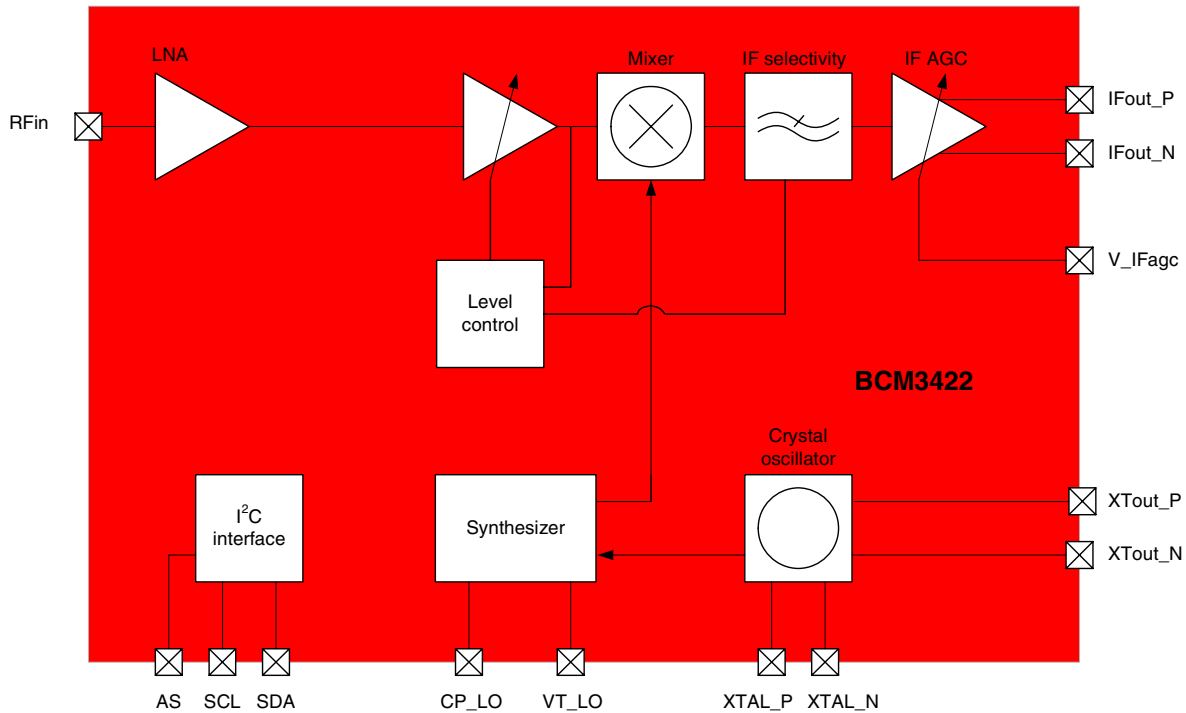 LNA
Mixer
IF selectivity
IF AGC
RFin
IFout_P
IFout_N
V_IFagc
Level
control
BCM3422
Crystal
oscillator
I²C
interface
Synthesizer
XTout_P
XTout_N
AS
SCL
SDA
CP_LO
VT_LO
XTAL_P
XTAL_N